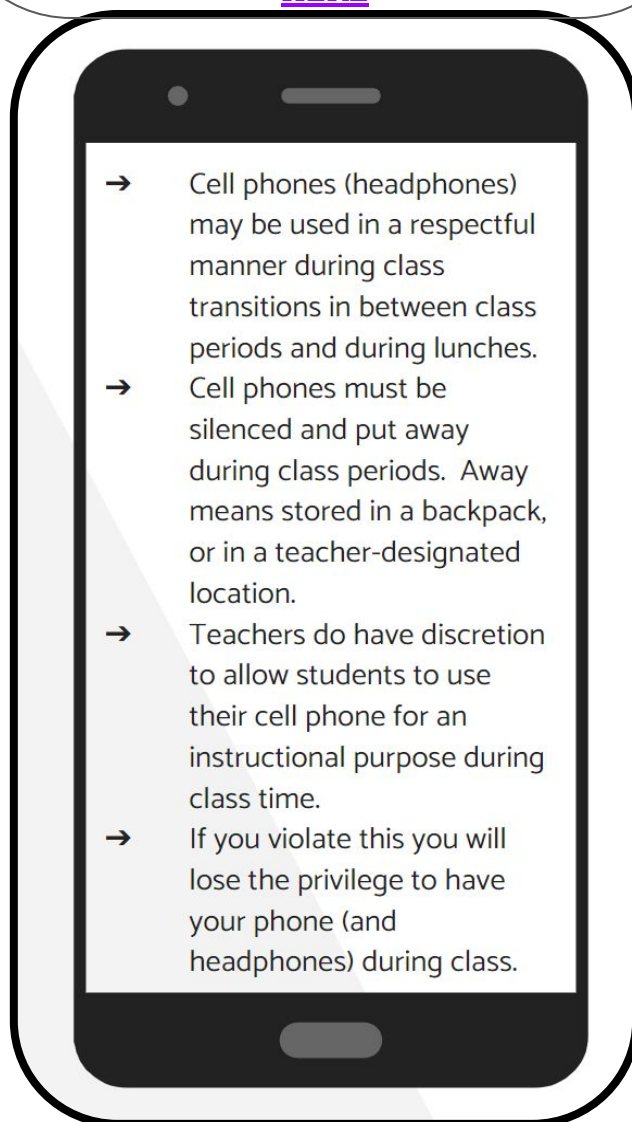 ➔ Cell phones (headphones)
may be used in a respectful
manner during class
transitions in between class
periods and during lunches.
➔ Cell phones must be
silenced and put away
during class periods.  Away
means stored in a backpack,
or in a teacher-designated
location.
➔ Teachers do have discretion
to allow students to use
their cell phone for an
instructional purpose during
class time.
➔ If you violate this you will
lose the privilege to have
your phone (and
headphones) during class.